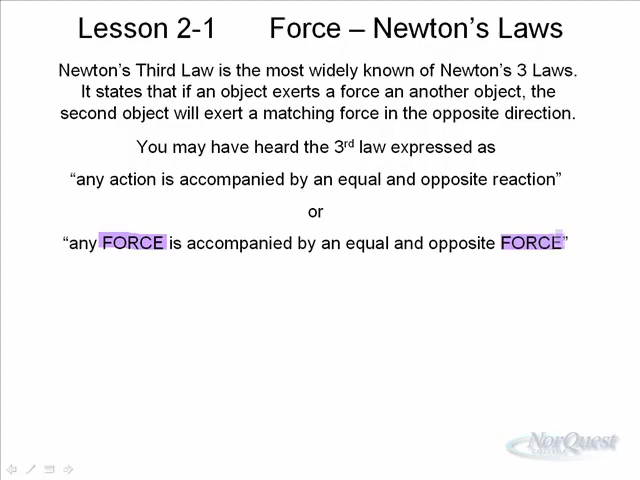 Lesson 2-1 Force – Newton's Laws
Newton's Third Law is the most widely known of Newton's 3 Laws.
It states that if an object exerts a force an another object, the
second object will exert a matching force in the opposite direction.
You may have heard the 3rd law expressed as
“any action is accompanied by an equal and opposite reaction”
or
“any FORCE is accompanied by an equal and opposite FORCE”
NorQuest
COLLEGE